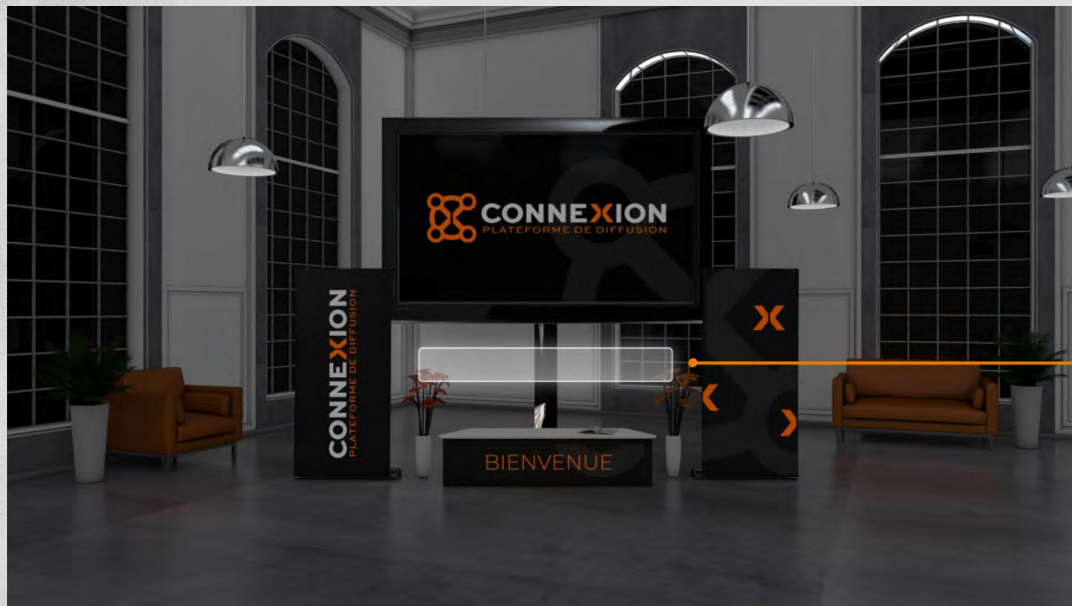 CONNEXION
PLATEFORME DE DIFFUSION
CONNEXION
PLATEFORME DE DIFFUSION
BIENVENUE